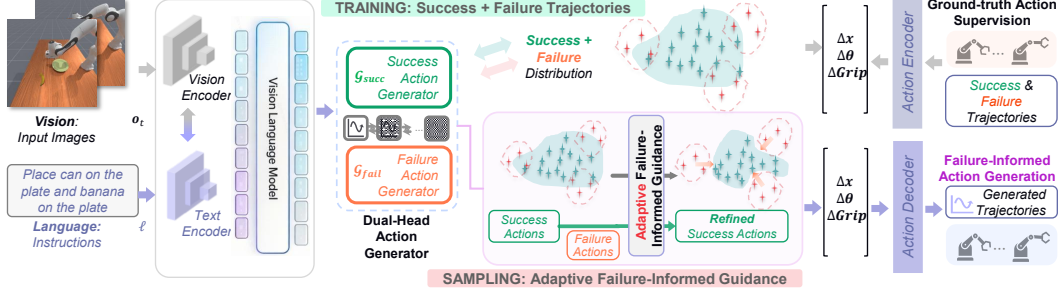 TRAINING: Success + Failure Trajectories
Vision:
Input Images
o_t
Place can on the
plate and banana
on the plate
Language:
Instructions
ℓ
Vision
Encoder
Text
Encoder
Vision Language Model
𝒢succ
Success
Action
Generator
𝒢fail
Failure
Action
Generator
Dual-Head
Action
Generator
Success +
Failure
Distribution
Success
Actions
Failure
Actions
Adaptive Failure-
Informed Guidance
Refined
Success Actions
SAMPLING: Adaptive Failure-Informed Guidance
Δx
Δθ
ΔGrip
Action Encoder
Ground-truth Action
Supervision
...
Success &
Failure
Trajectories
Δx
Δθ
ΔGrip
Action Decoder
Failure-Informed
Action Generation
Generated
Trajectories
...